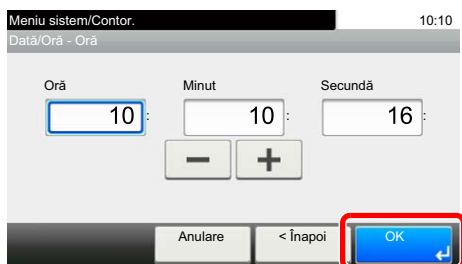 Meniu sistem/Contor. 10:10
Dată/Oră - Oră
Oră Minut Secundă
10 : 10 : 16 :
Anulare < Înapoi OK